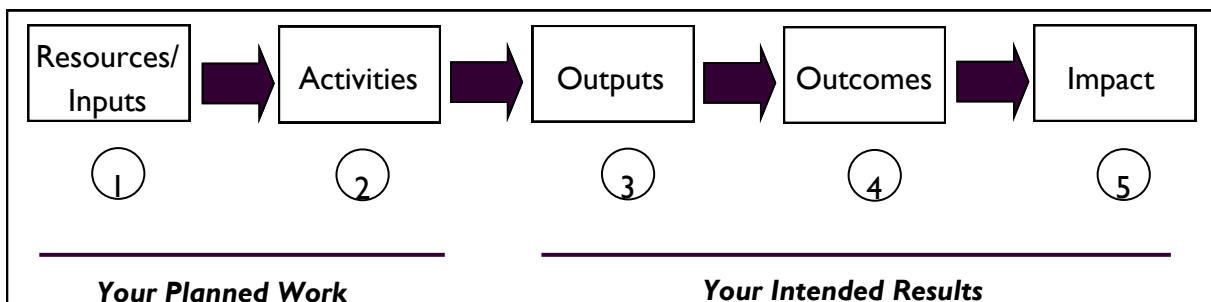 Resources/
Inputs
Activities
Outputs
Outcomes
Impact
1
2
3
4
5
Your Planned Work
Your Intended Results